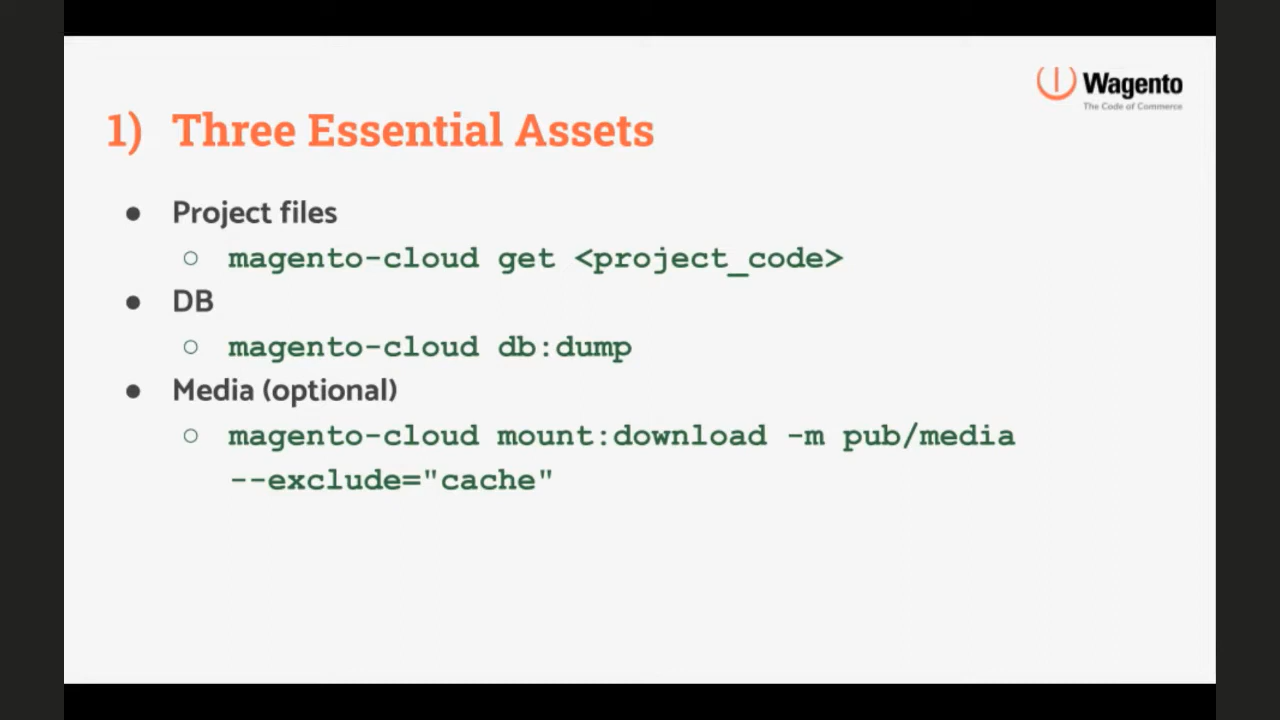 Wagento
The Code of Commerce
1) Three Essential Assets
● Project files
○ magento-cloud get <project_code>
● DB
○ magento-cloud db:dump
● Media (optional)
○ magento-cloud mount:download -m pub/media
--exclude="cache"